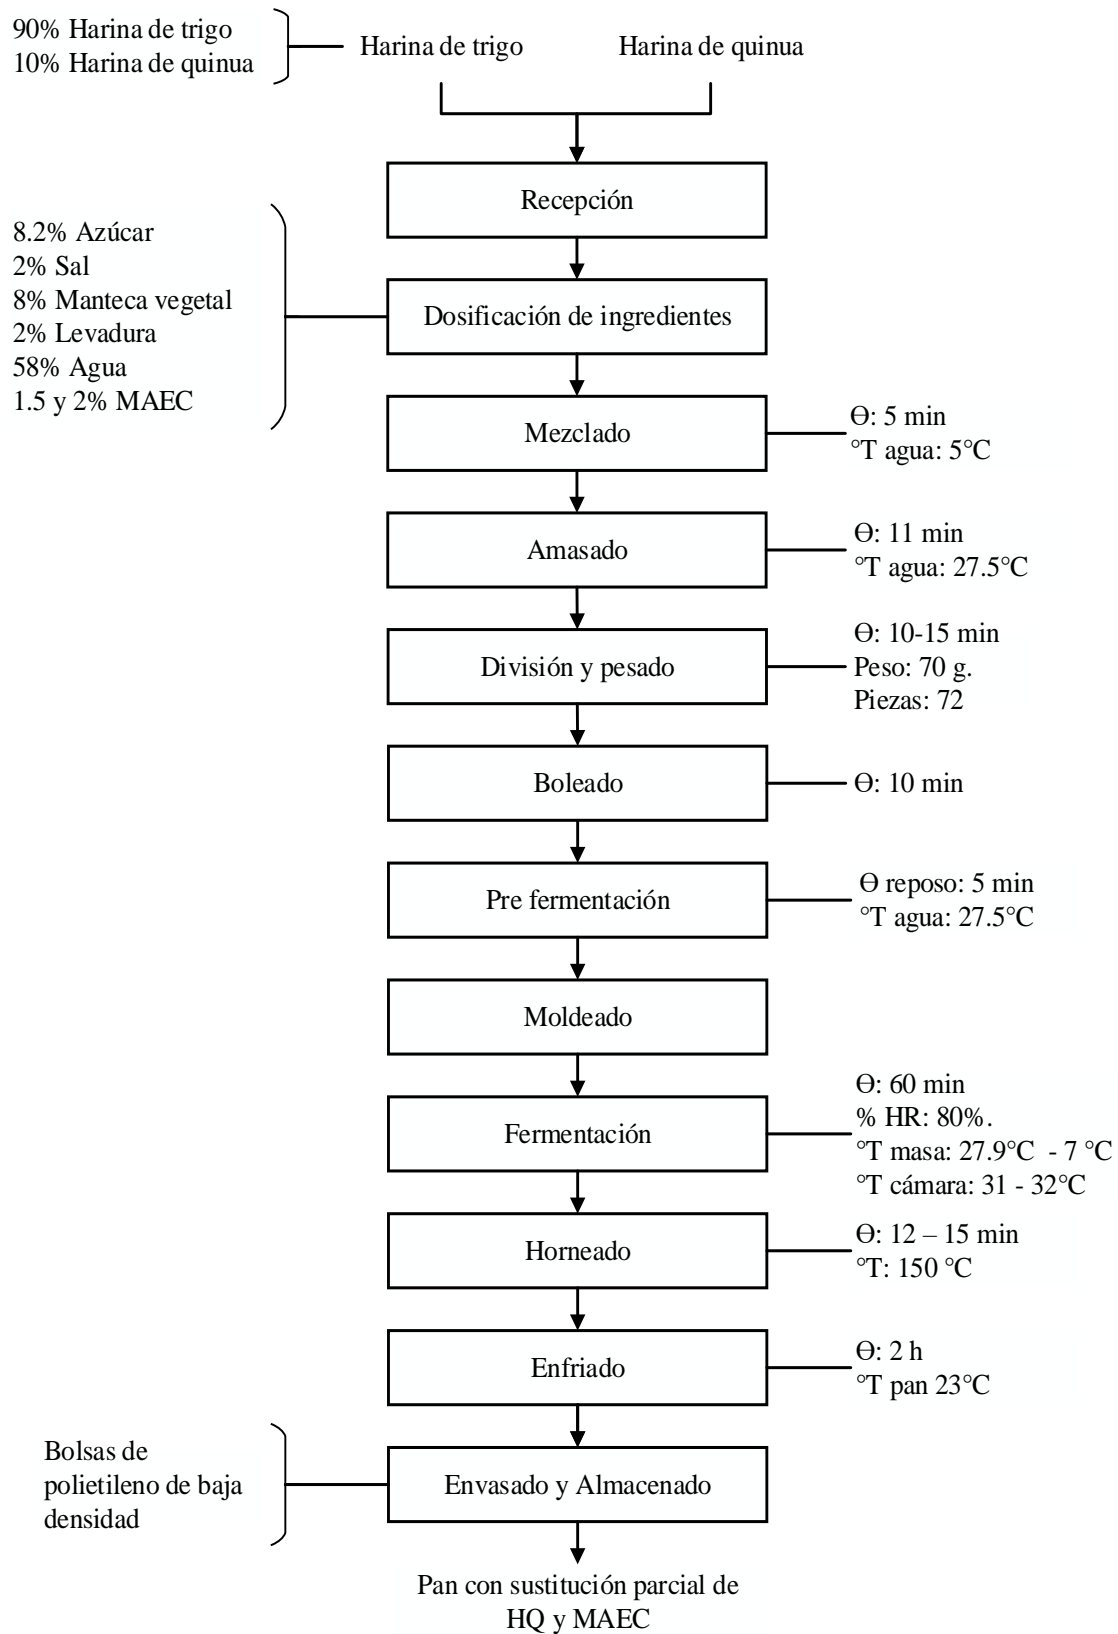 90% Harina de trigo
10% Harina de quinua
Harina de trigo
Harina de quinua
Recepción
8.2% Azúcar
2% Sal
8% Manteca vegetal
2% Levadura
58% Agua
1.5 y 2% MAEC
Dosificación de ingredientes
Mezclado
Ө: 5 min
°T agua: 5°C
Amasado
Ө: 11 min
°T agua: 27.5°C
División y pesado
Ө: 10-15 min
Peso: 70 g.
Piezas: 72
Boleado
Ө: 10 min
Pre fermentación
Ө reposo: 5 min
°T agua: 27.5°C
Moldeado
Fermentación
Ө: 60 min
% HR: 80%.
°T masa: 27.9°C - 7 °C
°T cámara: 31 - 32°C
Horneado
Ө: 12 – 15 min
°T: 150 °C
Enfriado
Ө: 2 h
°T pan 23°C
Bolsas de
polietileno de baja
densidad
Envasado y Almacenado
Pan con sustitución parcial de
HQ y MAEC